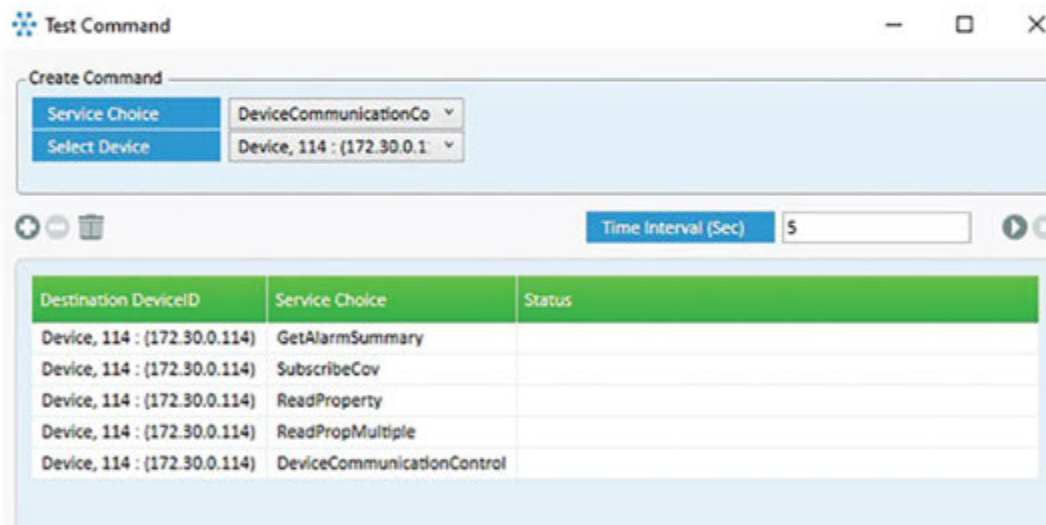 Test Command
Create Command
Service Choice DeviceCommunicationCo
Select Device Device, 114 : (172.30.0.1
Time Interval (Sec) 5
Destination DeviceID Service Choice Status
Device, 114 : (172.30.0.114) GetAlarmSummary
Device, 114 : (172.30.0.114) SubscribeCov
Device, 114 : (172.30.0.114) ReadProperty
Device, 114 : (172.30.0.114) ReadPropMultiple
Device, 114 : (172.30.0.114) DeviceCommunicationControl